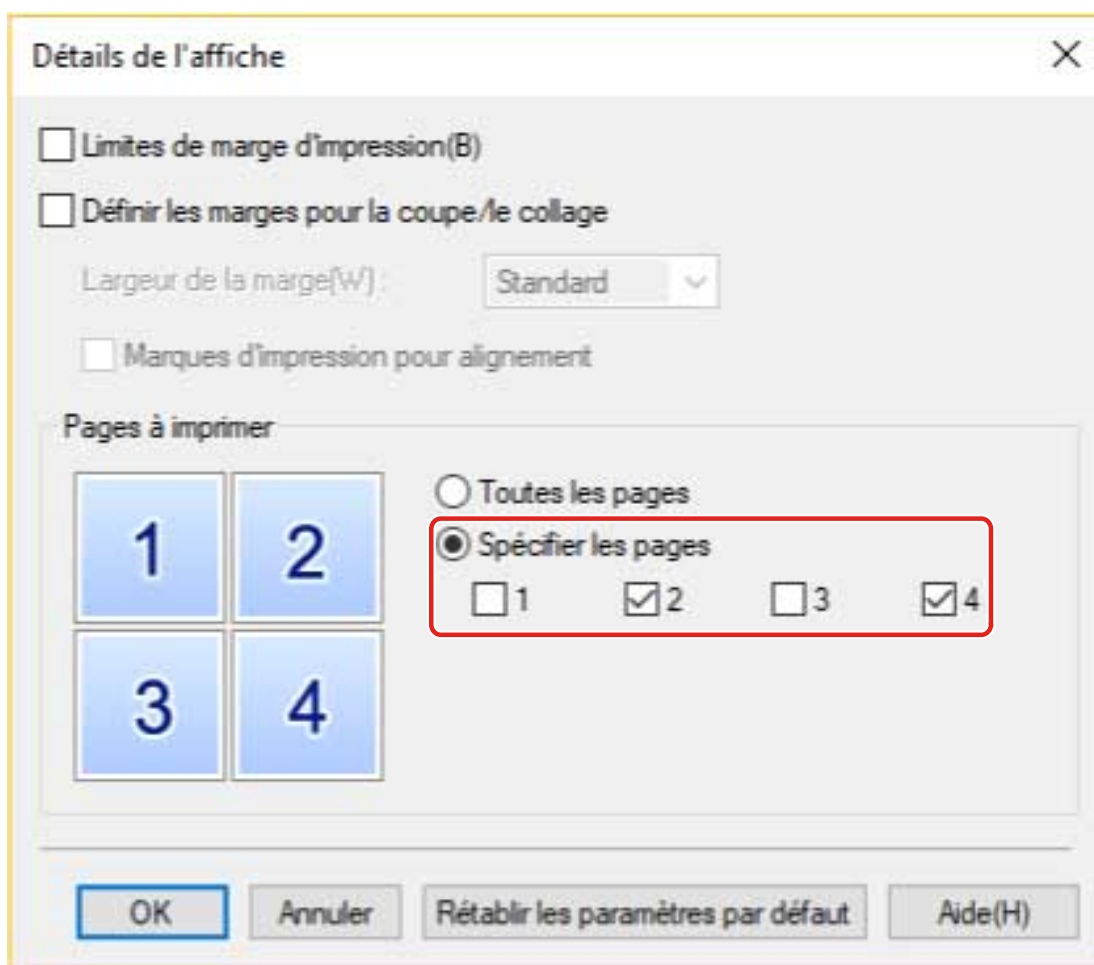 Détails de l'affiche
Limites de marge d'impression(B)
Définir les marges pour la coupe/le collage
Largeur de la marge(W) : Standard
Marques d'impression pour alignement
Pages à imprimer
1 2
3 4
Toutes les pages
Spécifier les pages
1 2 3 4
OK Annuler Rétablir les paramètres par défaut Aide(H)